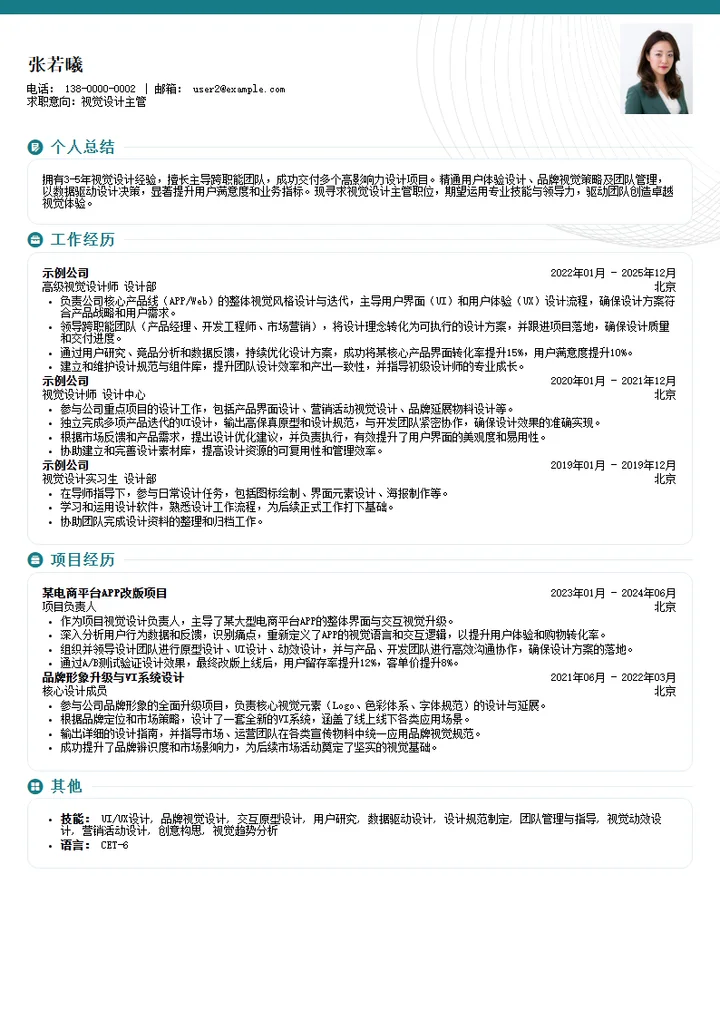 张若曦
电话： 138-0000-0002 | 邮箱： user2@example.com
求职意向：视觉设计主管
个人总结
拥有3-5年视觉设计经验，擅长主导跨职能团队，成功交付多个高影响力设计项目。精通用户体验设计、品牌视觉策略及团队管理，
以数据驱动设计决策，显著提升用户满意度和业务指标。现寻求视觉设计主管职位，期望运用专业技能与领导力，驱动团队创造卓越
视觉体验。
工作经历
示例公司 2022年01月 - 2025年12月
高级视觉设计师 设计部 北京
• 负责公司核心产品线（APP/Web）的整体视觉风格设计与迭代，主导用户界面（UI）和用户体验（UX）设计流程，确保设计方案符
合产品战略和用户需求。
• 领导跨职能团队（产品经理、开发工程师、市场营销），将设计理念转化为可执行的设计方案，并跟进项目落地，确保设计质量
和交付进度。
• 通过用户研究、竞品分析和数据反馈，持续优化设计方案，成功将某核心产品界面转化率提升15%，用户满意度提升10%。
• 建立和维护设计规范与组件库，提升团队设计效率和产出一致性，并指导初级设计师的专业成长。
示例公司 2020年01月 - 2021年12月
视觉设计师 设计中心 北京
• 参与公司重点项目的设计工作，包括产品界面设计、营销活动视觉设计、品牌延展物料设计等。
• 独立完成多项产品迭代的UI设计，输出高保真原型和设计规范，与开发团队紧密协作，确保设计效果的准确实现。
• 根据市场反馈和产品需求，提出设计优化建议，并负责执行，有效提升了用户界面的美观度和易用性。
• 协助建立和完善设计素材库，提高设计资源的可复用性和管理效率。
示例公司 2019年01月 - 2019年12月
视觉设计实习生 设计部 北京
• 在导师指导下，参与日常设计任务，包括图标绘制、界面元素设计、海报制作等。
• 学习和运用设计软件，熟悉设计工作流程，为后续正式工作打下基础。
• 协助团队完成设计资料的整理和归档工作。
项目经历
某电商平台APP改版项目 2023年01月 - 2024年06月
项目负责人 北京
• 作为项目视觉设计负责人，主导了某大型电商平台APP的整体界面与交互视觉升级。
• 深入分析用户行为数据和反馈，识别痛点，重新定义了APP的视觉语言和交互逻辑，以提升用户体验和购物转化率。
• 组织并领导设计团队进行原型设计、UI设计、动效设计，并与产品、开发团队进行高效沟通协作，确保设计方案的落地。
• 通过A/B测试验证设计效果，最终改版上线后，用户留存率提升12%，客单价提升8%。
品牌形象升级与VI系统设计 2021年06月 - 2022年03月
核心设计成员 北京
• 参与公司品牌形象的全面升级项目，负责核心视觉元素（Logo、色彩体系、字体规范）的设计与延展。
• 根据品牌定位和市场策略，设计了一套全新的VI系统，涵盖了线上线下各类应用场景。
• 输出详细的设计指南，并指导市场、运营团队在各类宣传物料中统一应用品牌视觉规范。
• 成功提升了品牌辨识度和市场影响力，为后续市场活动奠定了坚实的视觉基础。
其他
• 技能： UI/UX设计, 品牌视觉设计, 交互原型设计, 用户研究, 数据驱动设计, 设计规范制定, 团队管理与指导, 视觉动效设
计, 营销活动设计, 创意构思, 视觉趋势分析
• 语言： CET-6